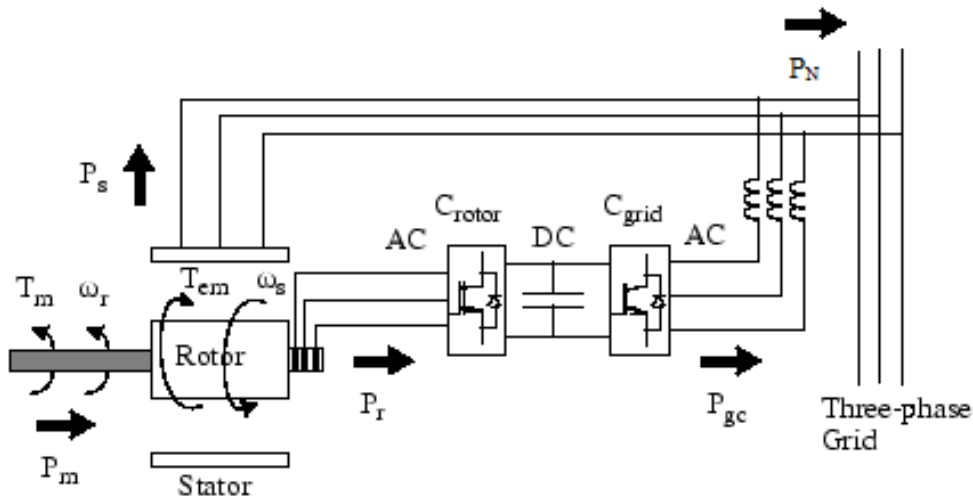 P_N
P_s
C_rotor
C_grid
AC
DC
AC
T_m
ω_r
T_em
ω_s
Rotor
P_r
P_gc
Three-phase
Grid
P_m
Stator